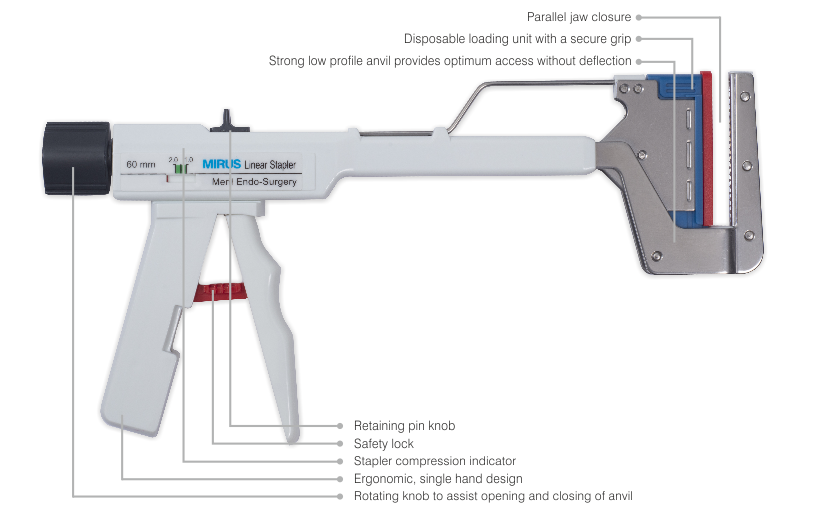 Parallel jaw closure
Disposable loading unit with a secure grip
Strong low profile anvil provides optimum access without deflection
60 mm
2.0 1.0
MIRUS Linear Stapler
Meril Endo-Surgery
Retaining pin knob
Safety lock
Stapler compression indicator
Ergonomic, single hand design
Rotating knob to assist opening and closing of anvil